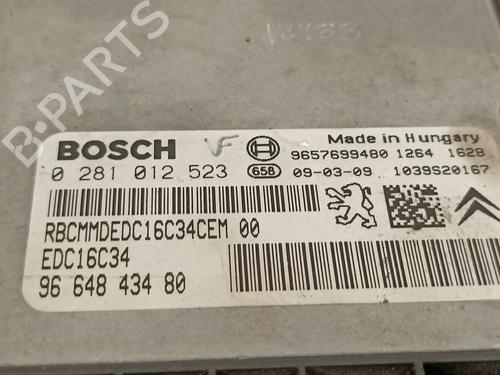 B-PARTS
BOSCH VF Made in Hungary
9657699480 1264 1628
0 281 012 523 658 09-03-09 1039S20167
RBCMMDEDC16C34CEM 00
EDC16C34
96 648 434 80